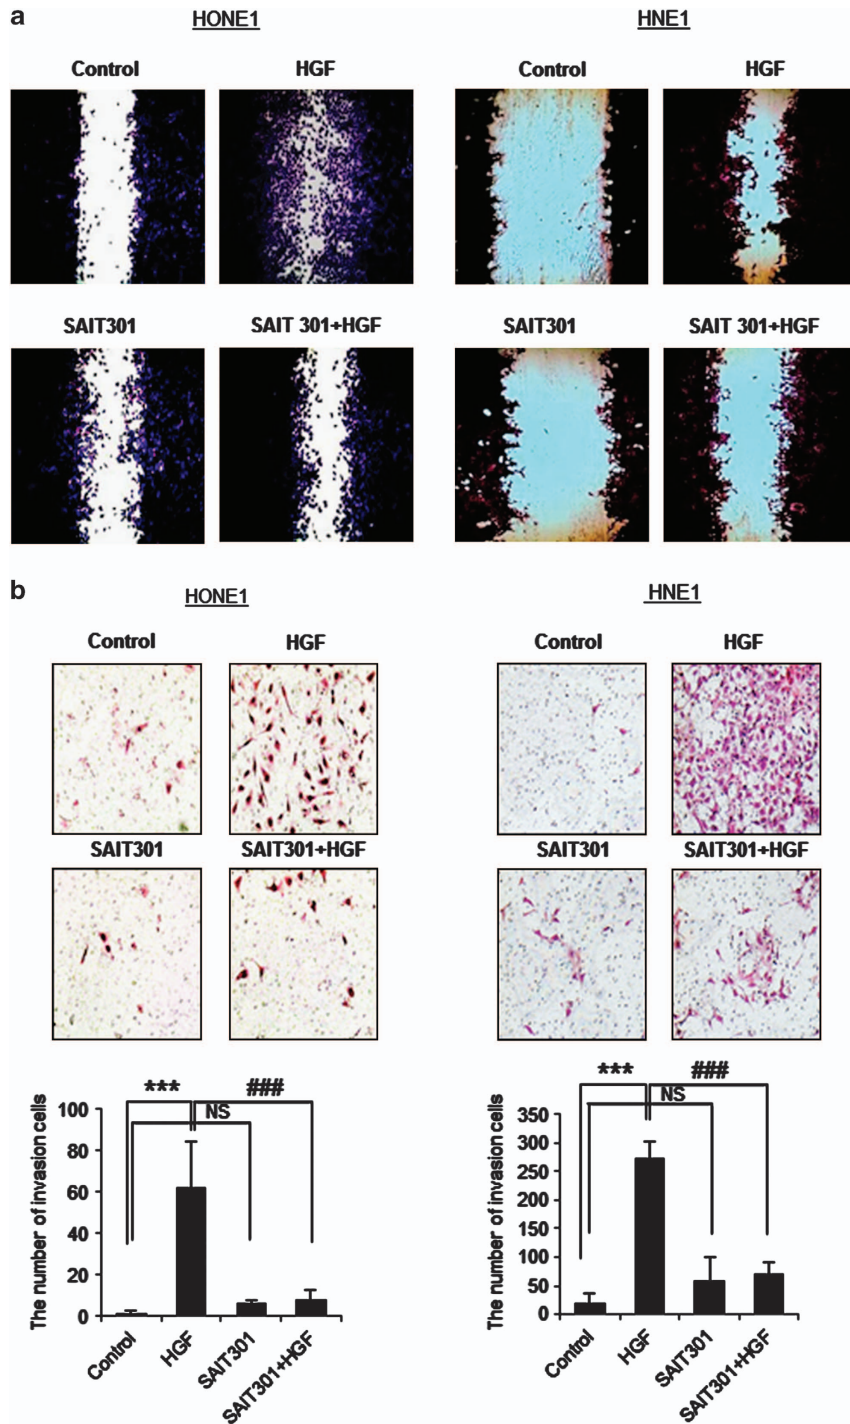 a
HONE1
HNE1
Control
HGF
Control
HGF
SAIT301
SAIT 301+HGF
SAIT301
SAIT 301+HGF
b
HONE1
HNE1
Control
HGF
Control
HGF
SAIT301
SAIT301+HGF
SAIT301
SAIT301+HGF
***
###
NS
The number of invasion cells
100
80
60
40
20
0
Control
HGF
SAIT301
SAIT301+HGF
***
###
NS
The number of invasion cells
350
300
250
200
150
100
50
0
Control
HGF
SAIT301
SAIT301+HGF